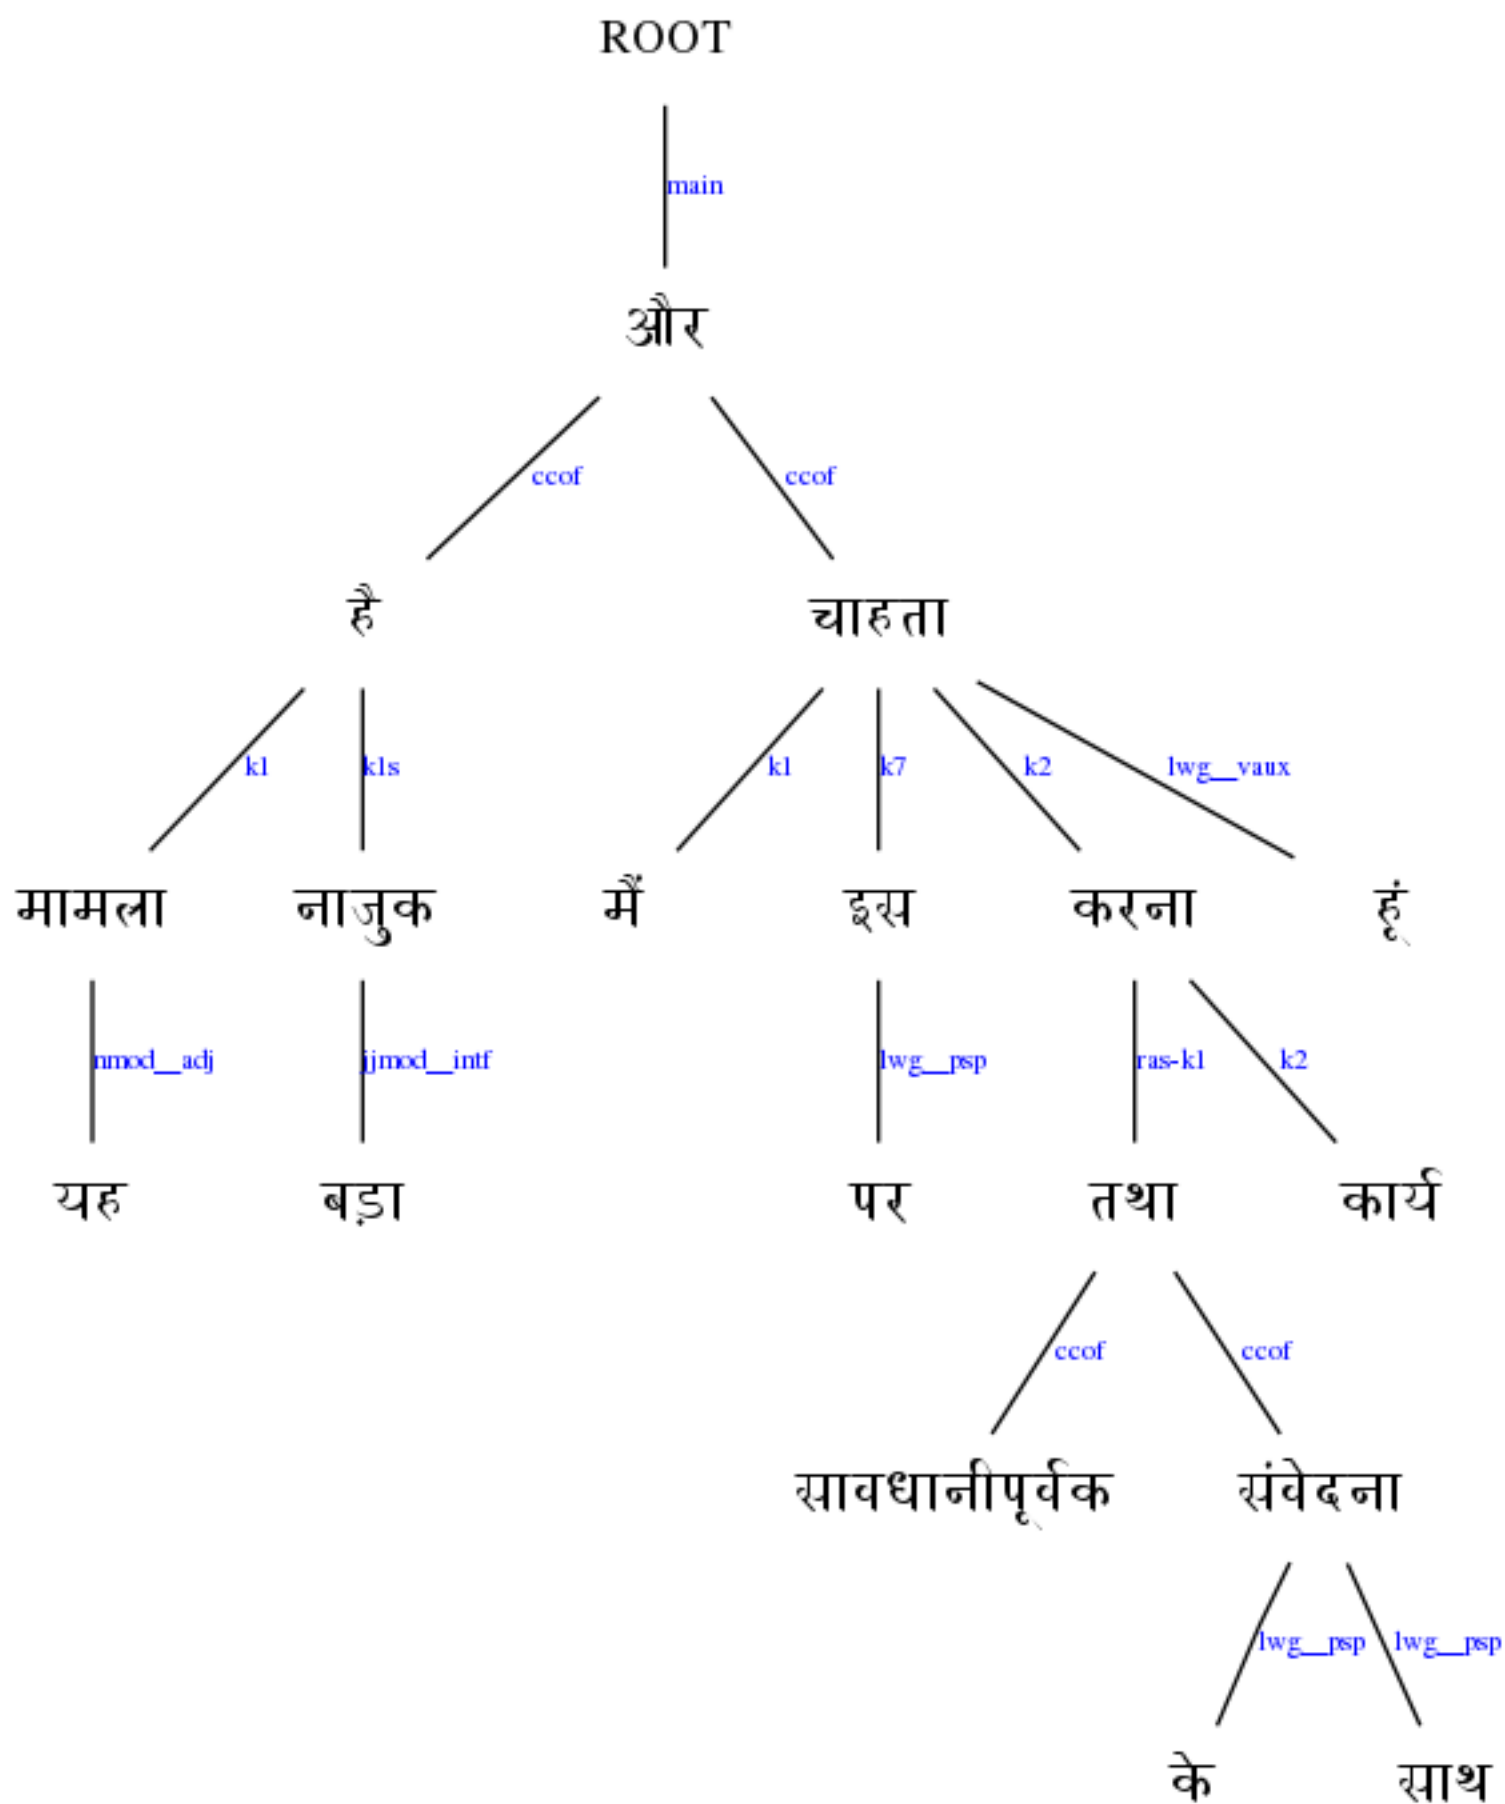 ROOT
main
और
ccof ccof
है चाहता
k1 k1s k1 k7 k2 lwg__vaux
मामला नाजुक मैं इस करना हूं
nmod__adj jjmod__intf lwg__psp ras-k1 k2
यह बड़ा पर तथा कार्य
ccof ccof
सावधानीपूर्वक संवेदना
lwg__psp lwg__psp
के साथ